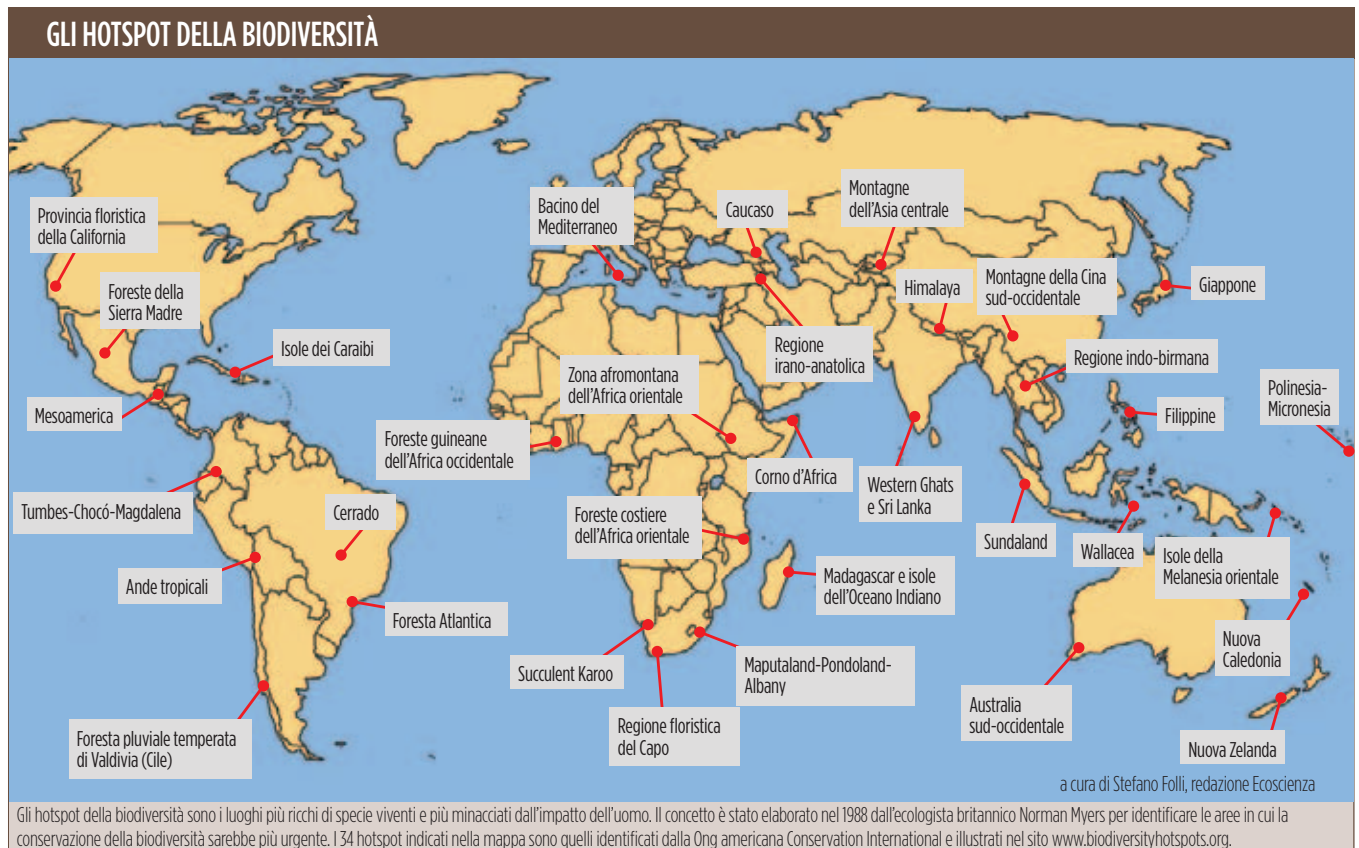 GLI HOTSPOT DELLA BIODIVERSITÀ
Provincia floristica
della California
Foreste della
Sierra Madre
Isole dei Caraibi
Mesoamerica
Tumbes-Chocó-Magdalena
Cerrado
Ande tropicali
Foresta Atlantica
Foresta pluviale temperata
di Valdivia (Cile)
Bacino del
Mediterraneo
Caucaso
Montagne
dell'Asia centrale
Himalaya
Montagne della Cina
sud-occidentale
Giappone
Regione
irano-anatolica
Regione indo-birmana
Zona afromontana
dell'Africa orientale
Filippine
Polinesia-
Micronesia
Foreste guineane
dell'Africa occidentale
Corno d'Africa
Western Ghats
e Sri Lanka
Foreste costiere
dell'Africa orientale
Sundaland
Wallacea
Isole della
Melanesia orientale
Madagascar e isole
dell'Oceano Indiano
Succulent Karoo
Maputaland-Pondoland-
Albany
Regione floristica
del Capo
Nuova
Caledonia
Australia
sud-occidentale
Nuova Zelanda
a cura di Stefano Folli, redazione Ecoscienza
Gli hotspot della biodiversità sono i luoghi più ricchi di specie viventi e più minacciati dall'impatto dell'uomo. Il concetto è stato elaborato nel 1988 dall'ecologista britannico Norman Myers per identificare le aree in cui la
conservazione della biodiversità sarebbe più urgente. I 34 hotspot indicati nella mappa sono quelli identificati dalla Ong americana Conservation International e illustrati nel sito www.biodiversityhotspots.org.